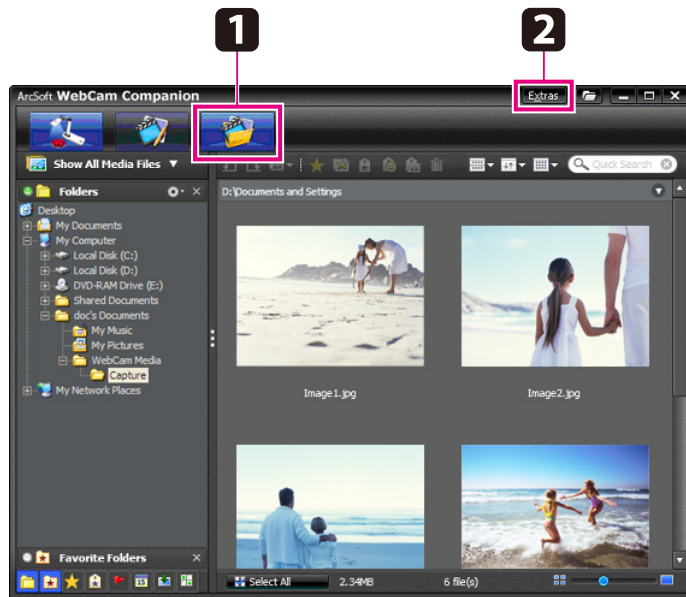 1
2
ArcSoft WebCam Companion
Extras
Show All Media Files
Quick Search
Folders
D:\Documents and Settings
Desktop
My Documents
My Computer
Local Disk (C:)
Local Disk (D:)
DVD-RAM Drive (E:)
Shared Documents
doc's Documents
My Music
My Pictures
WebCam Media
Capture
My Network Places
Image1.jpg
Image2.jpg
Favorite Folders
Select All
2.34MB
6 file(s)